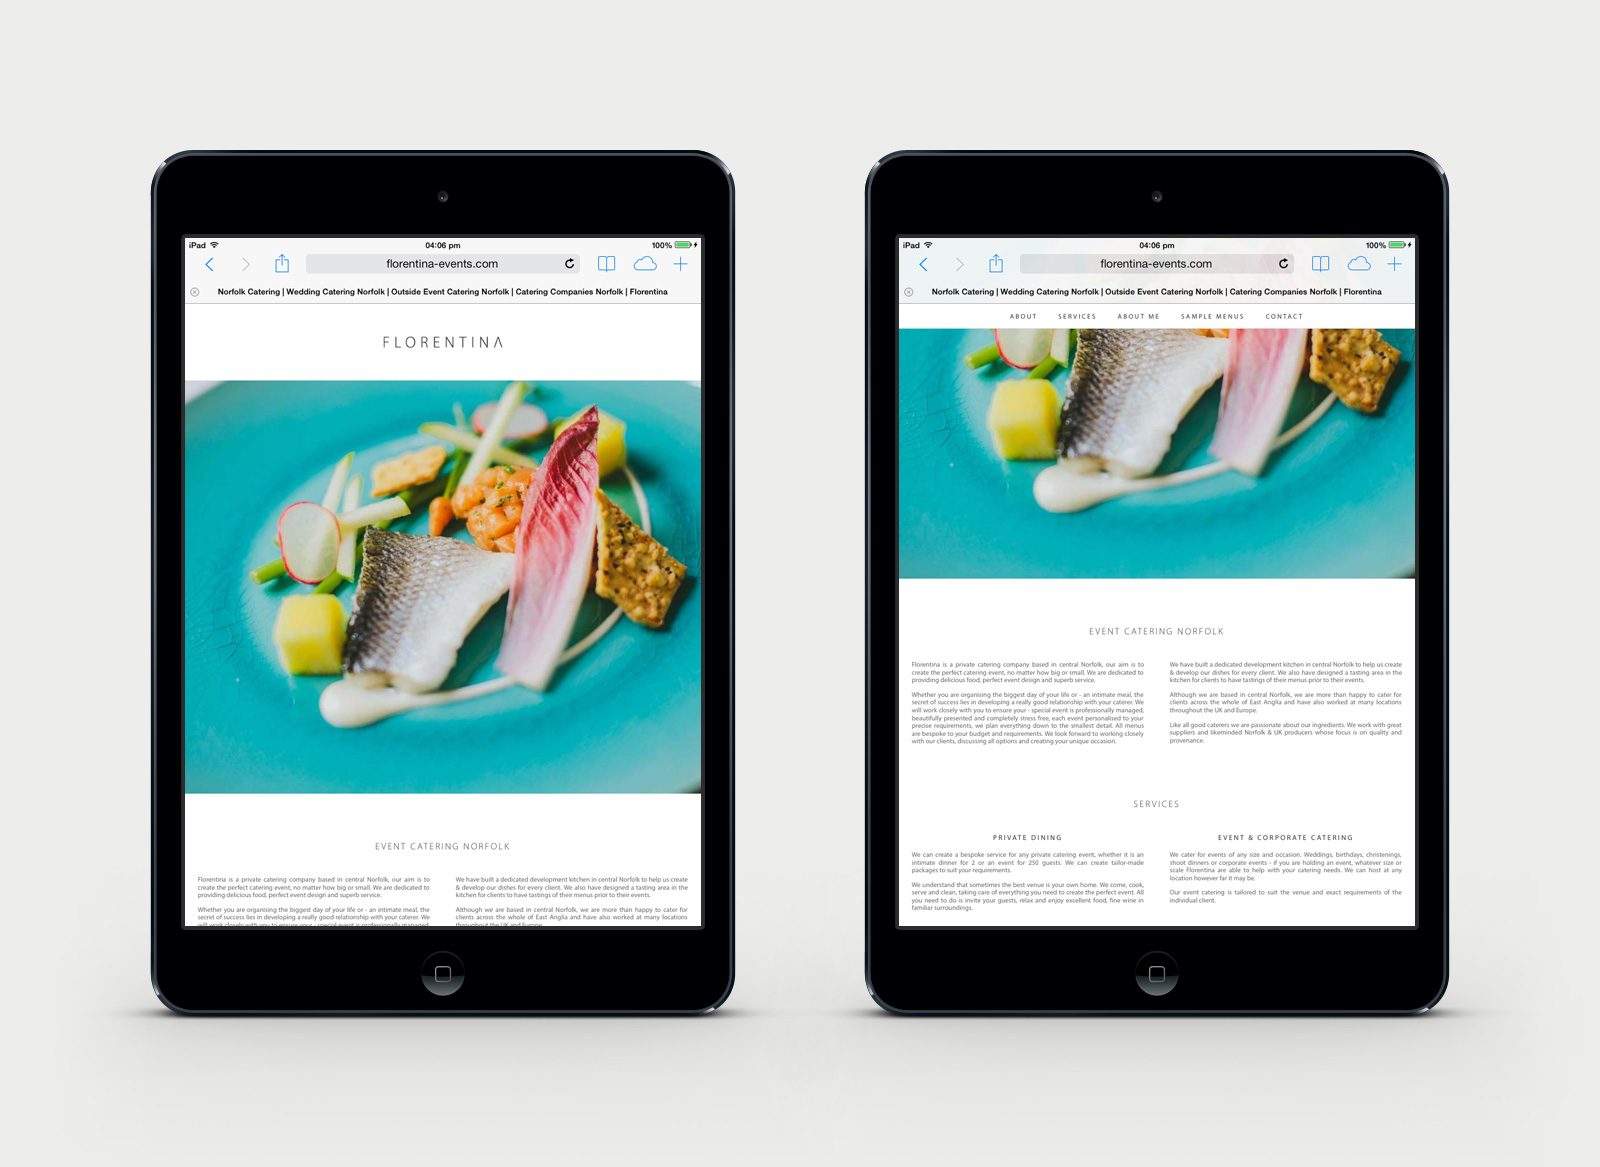 iPad
04:06 pm
100%
florentina-events.com
Norfolk Catering | Wedding Catering Norfolk | Outside Event Catering Norfolk | Catering Companies Norfolk | Florentina
FLORENTINA
EVENT CATERING NORFOLK
Florentina is a private catering company based in central Norfolk, our aim is to
create the perfect catering event, no matter how big or small. We are dedicated to
providing delicious food, perfect event design and superb service.
Whether you are organising the biggest day of your life or - an intimate meal, the
secret of success lies in developing a really good relationship with your caterer. We
will work closely with you to ensure your - special event is professionally managed,
We have built a dedicated development kitchen in central Norfolk to help us create
& develop our dishes for every client. We also have designed a tasting area in the
kitchen for clients to have tastings of their menus prior to their events.
Although we are based in central Norfolk, we are more than happy to cater for
clients across the whole of East Anglia and have also worked at many locations
throughout the UK and Europe.
iPad
04:06 pm
100%
florentina-events.com
Norfolk Catering | Wedding Catering Norfolk | Outside Event Catering Norfolk | Catering Companies Norfolk | Florentina
ABOUT SERVICES ABOUT ME SAMPLE MENUS CONTACT
EVENT CATERING NORFOLK
Florentina is a private catering company based in central Norfolk, our aim is to
create the perfect catering event, no matter how big or small. We are dedicated to
providing delicious food, perfect event design and superb service.
Whether you are organising the biggest day of your life or - an intimate meal, the
secret of success lies in developing a really good relationship with your caterer. We
will work closely with you to ensure your - special event is professionally managed,
beautifully presented and completely stress free, each event personalised to your
precise requirements, we plan everything down to the smallest detail. All menus
are bespoke to your budget and requirements. We look forward to working closely
with our clients, discussing all options and creating your unique occasion.
We have built a dedicated development kitchen in central Norfolk to help us create
& develop our dishes for every client. We also have designed a tasting area in the
kitchen for clients to have tastings of their menus prior to their events.
Although we are based in central Norfolk, we are more than happy to cater for
clients across the whole of East Anglia and have also worked at many locations
throughout the UK and Europe.
Like all good caterers we are passionate about our ingredients. We work with great
suppliers and likeminded Norfolk & UK producers whose focus is on quality and
provenance.
SERVICES
PRIVATE DINING
We can create a bespoke service for any private catering event, whether it is an
intimate dinner for 2 or an event for 250 guests. We can create tailor-made
packages to suit your requirements.
We understand that sometimes the best venue is your own home. We come, cook,
serve and clean, taking care of everything you need to create the perfect event. All
you need to do is invite your guests, relax and enjoy excellent food, fine wine in
familiar surroundings.
EVENT & CORPORATE CATERING
We cater for events of any size and occasion. Weddings, birthdays, christenings,
shoot dinners or corporate events - if you are holding an event, whatever size or
scale Florentina are able to help with your catering needs. We can host at any
location however far it may be.
Our event catering is tailored to suit the venue and exact requirements of the
individual client.